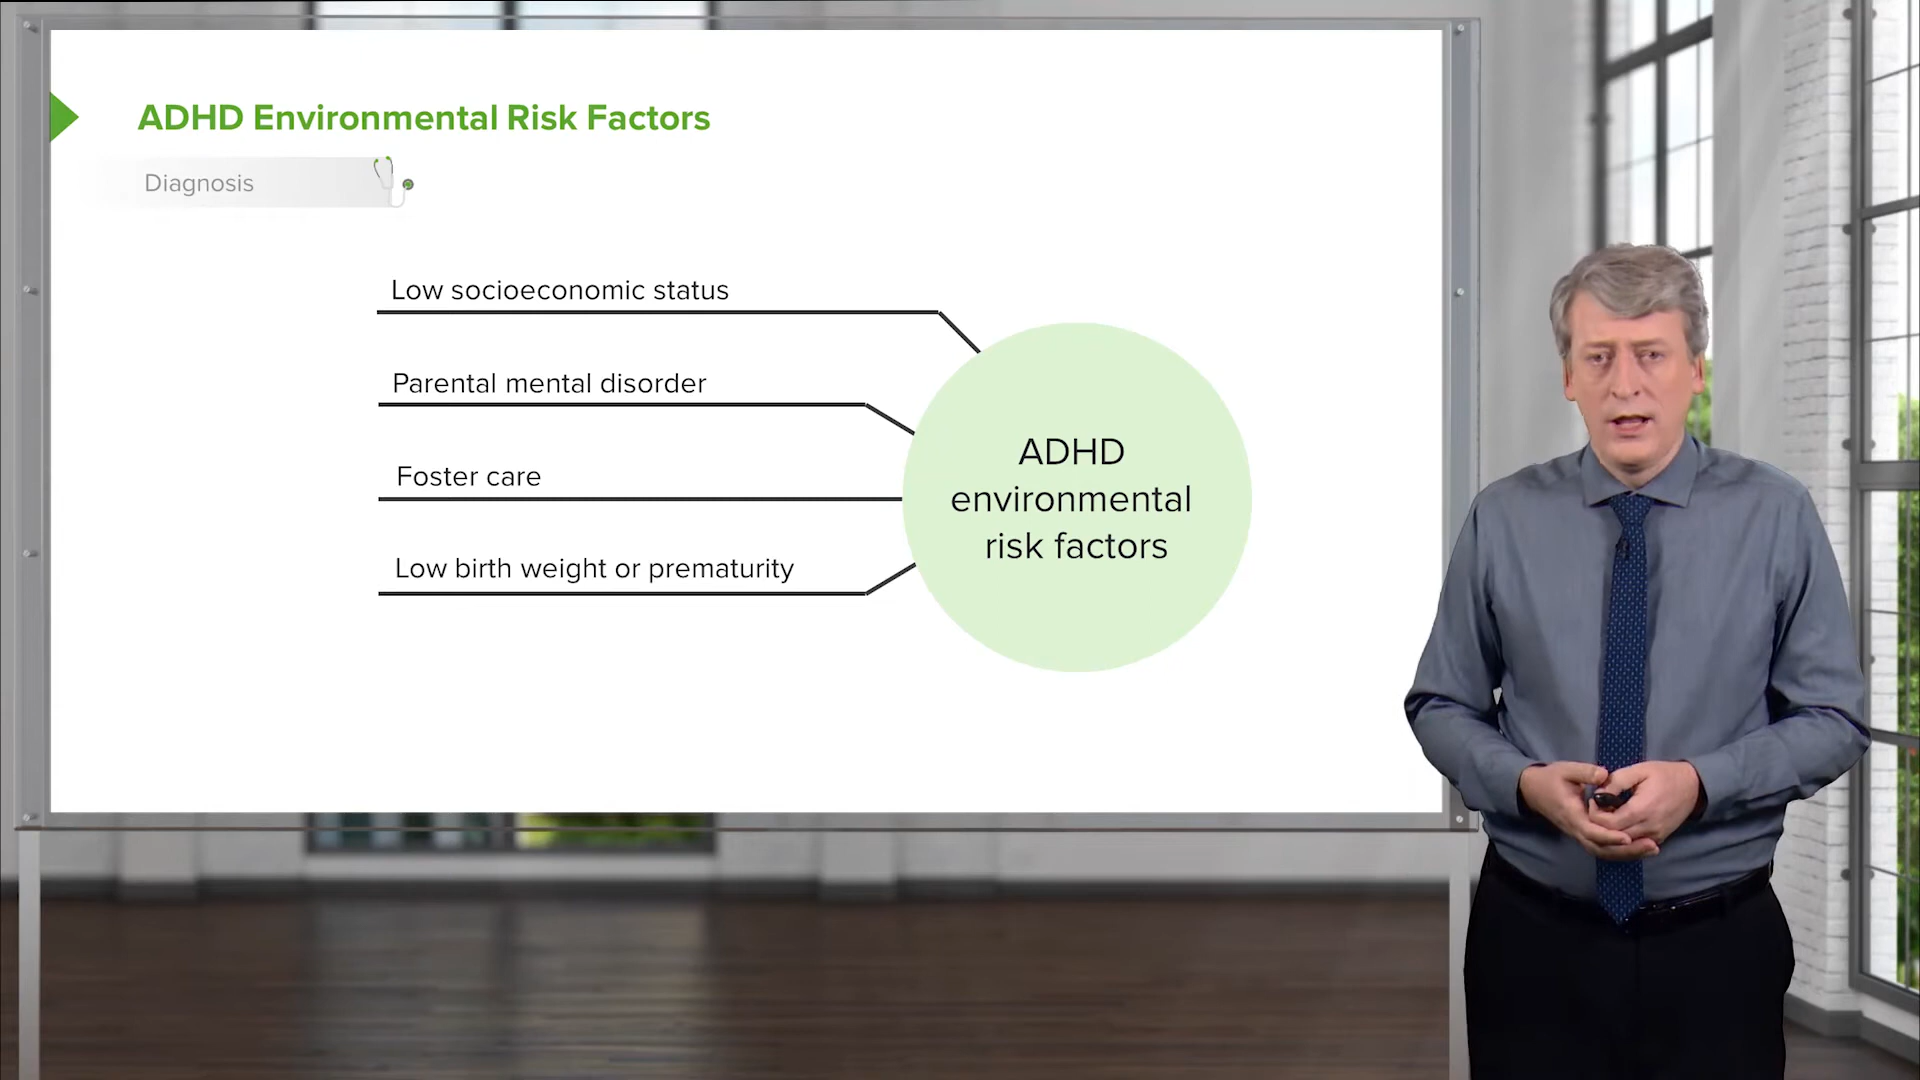 ADHD Environmental Risk Factors
Diagnosis
Low socioeconomic status
Parental mental disorder
Foster care
Low birth weight or prematurity
ADHD
environmental
risk factors